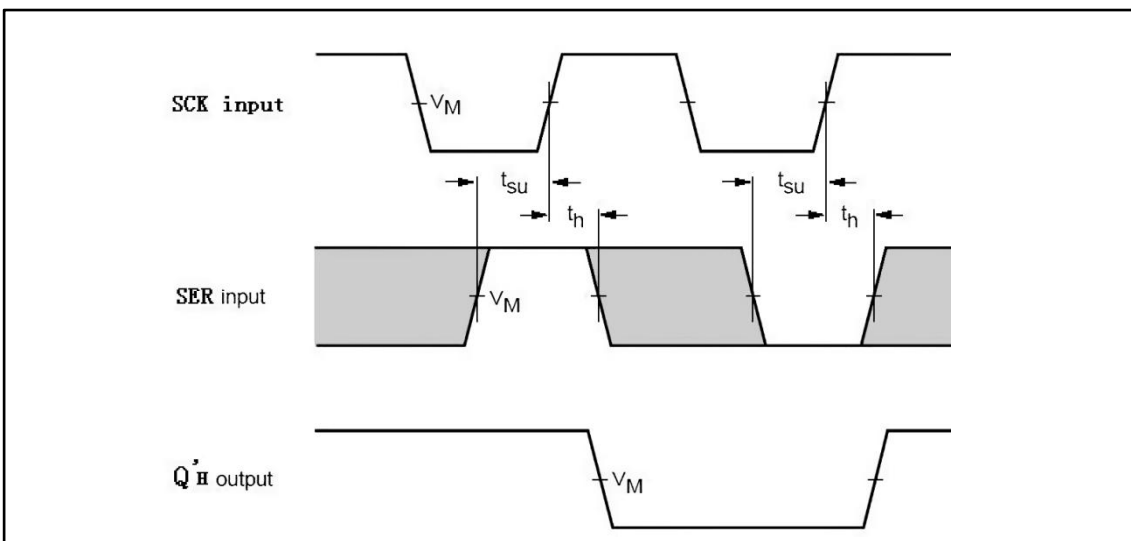 SCK input
VM
tsu
tsu
th
th
SER input
VM
Q'H output
VM